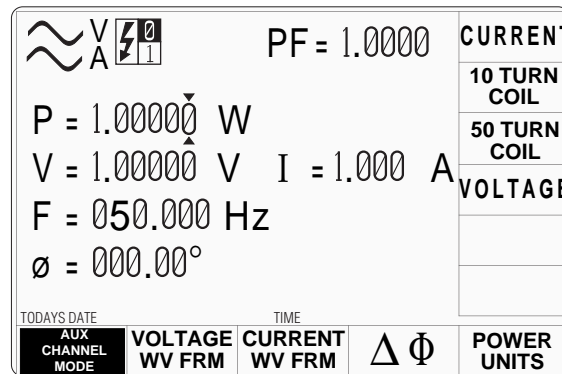 V
A
0
1
PF = 1.0000
P = 1.00000 W
V = 1.00000 V I = 1.000 A
F = 050.000 Hz
ø = 000.00°
TODAYS DATE TIME
CURRENT
10 TURN
COIL
50 TURN
COIL
VOLTAGE
AUX
CHANNEL
MODE
VOLTAGE
WV FRM
CURRENT
WV FRM
Δ Φ
POWER
UNITS